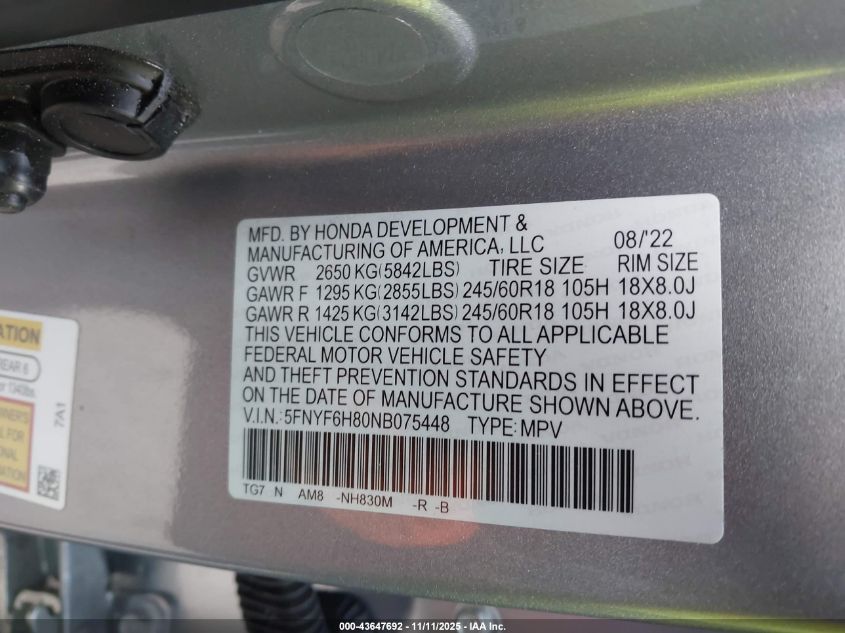 MFD. BY HONDA DEVELOPMENT &
MANUFACTURING OF AMERICA, LLC 08/'22
GVWR 2650 KG(5842LBS) TIRE SIZE RIM SIZE
GAWR F 1295 KG(2855LBS) 245/60R18 105H 18X8.0J
GAWR R 1425 KG(3142LBS) 245/60R18 105H 18X8.0J
THIS VEHICLE CONFORMS TO ALL APPLICABLE
FEDERAL MOTOR VEHICLE SAFETY
AND THEFT PREVENTION STANDARDS IN EFFECT
ON THE DATE OF MANUFACTURE SHOWN ABOVE.
V.I.N.:5FNYF6H80NB075448 TYPE:MPV
TG7 N AM8 -NH830M -R -B
REAR 6
7A1
000-43647692 - 11/11/2025 - IAA Inc.